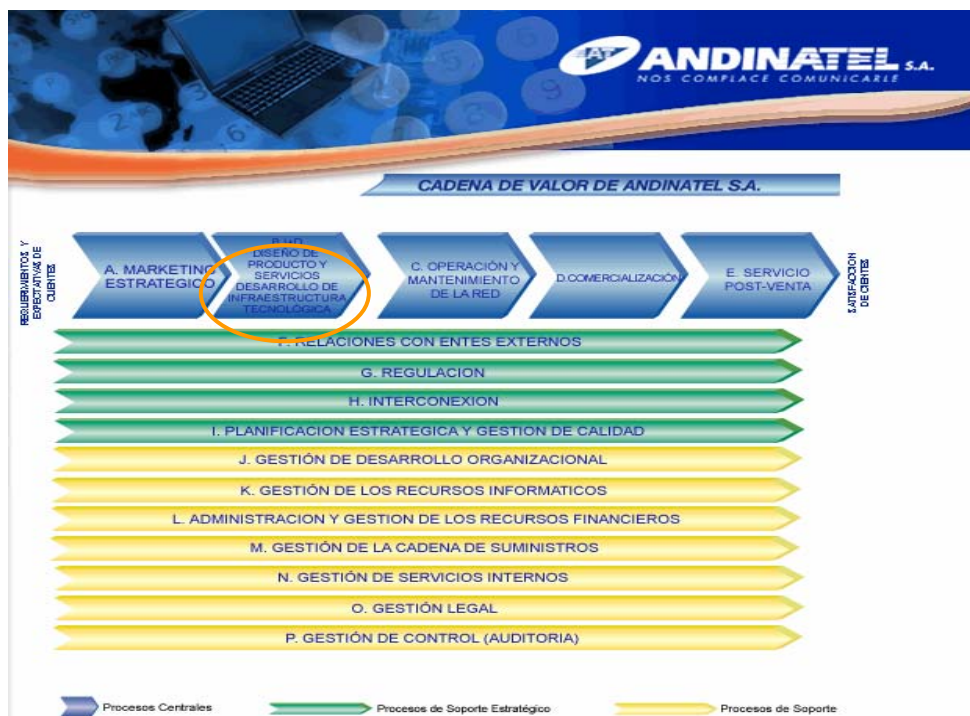 ANDINATEL S.A.
NOS COMPLACE COMUNICARLE
CADENA DE VALOR DE ANDINATEL S.A.
REQUERIMIENTOS Y
EXPECTATIVAS DE
CLIENTES
A. MARKETING
ESTRATEGICO
DISEÑO DE
PRODUCTO Y
SERVICIOS
DESARROLLO DE
INFRAESTRUCTURA
TECNOLÓGICA
C. OPERACIÓN Y
MANTENIMIENTO
DE LA RED
D.COMERCIALIZACIÓN
E. SERVICIO
POST-VENTA
SATISFACCION
DE CIENTES
F. RELACIONES CON ENTES EXTERNOS
G. REGULACION
H. INTERCONEXION
I. PLANIFICACION ESTRATEGICA Y GESTION DE CALIDAD
J. GESTIÓN DE DESARROLLO ORGANIZACIONAL
K. GESTIÓN DE LOS RECURSOS INFORMATICOS
L. ADMINISTRACION Y GESTION DE LOS RECURSOS FINANCIEROS
M. GESTIÓN DE LA CADENA DE SUMINISTROS
N. GESTIÓN DE SERVICIOS INTERNOS
O. GESTIÓN LEGAL
P. GESTIÓN DE CONTROL (AUDITORIA)
Procesos Centrales
Procesos de Soporte Estratégico
Procesos de Soporte